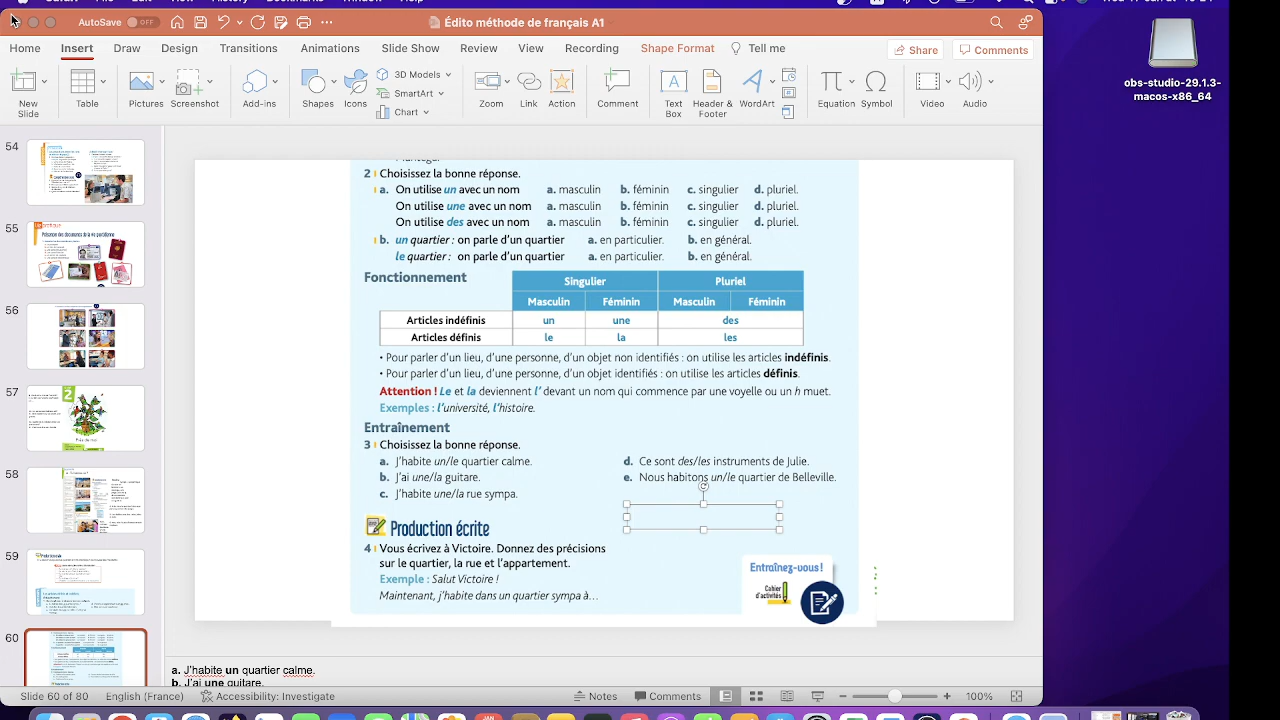 AutoSave OFF
Édito méthode de français A1
Home Insert Draw Design Transitions Animations Slide Show Review View Recording Shape Format Tell me
Share Comments
New Slide
Table
Pictures
Screenshot
Add-ins
Shapes
Icons
3D Models
SmartArt
Chart
Zoom
Link
Action
Comment
Text Box
Header & Footer
WordArt
Equation
Symbol
Video
Audio
obs-studio-29.1.3-
macos-x86_64
54
55
56
57
58
59
60
2 Choisissez la bonne réponse.
a. On utilise un avec un nom a. masculin b. féminin c. singulier d. pluriel.
On utilise une avec un nom a. masculin b. féminin c. singulier d. pluriel.
On utilise des avec un nom a. masculin b. féminin c. singulier d. pluriel.
b. un quartier : on parle d'un quartier a. en particulier. b. en général.
le quartier : on parle d'un quartier a. en particulier. b. en général.
Fonctionnement
Singulier Pluriel
Masculin Féminin Masculin Féminin
Articles indéfinis un une des
Articles définis le la les
• Pour parler d'un lieu, d'une personne, d'un objet non identifiés : on utilise les articles indéfinis.
• Pour parler d'un lieu, d'une personne, d'un objet identifiés : on utilise les articles définis.
Attention ! Le et la deviennent l' devant un nom qui commence par une voyelle ou un h muet.
Exemples : l'université, l'histoire.
Entraînement
3 Choisissez la bonne réponse.
a. J'habite un/le quartier calme.
b. J'ai une/la guitare.
c. J'habite une/la rue sympa.
d. Ce sont des/les instruments de Julie.
e. Nous habitons un/le quartier de Belleville.
Production écrite
4 Vous écrivez à Victor et donnez des précisions
sur le quartier, la rue, l'appartement.
Exemple : Salut Victor !
Maintenant, j'habite dans un quartier sympa…
Entraînez-vous !
Cahier d'activités
b. J'ai une guitare.
Slide 60 of 80 English (France) Accessibility: Investigate Notes Comments 100%